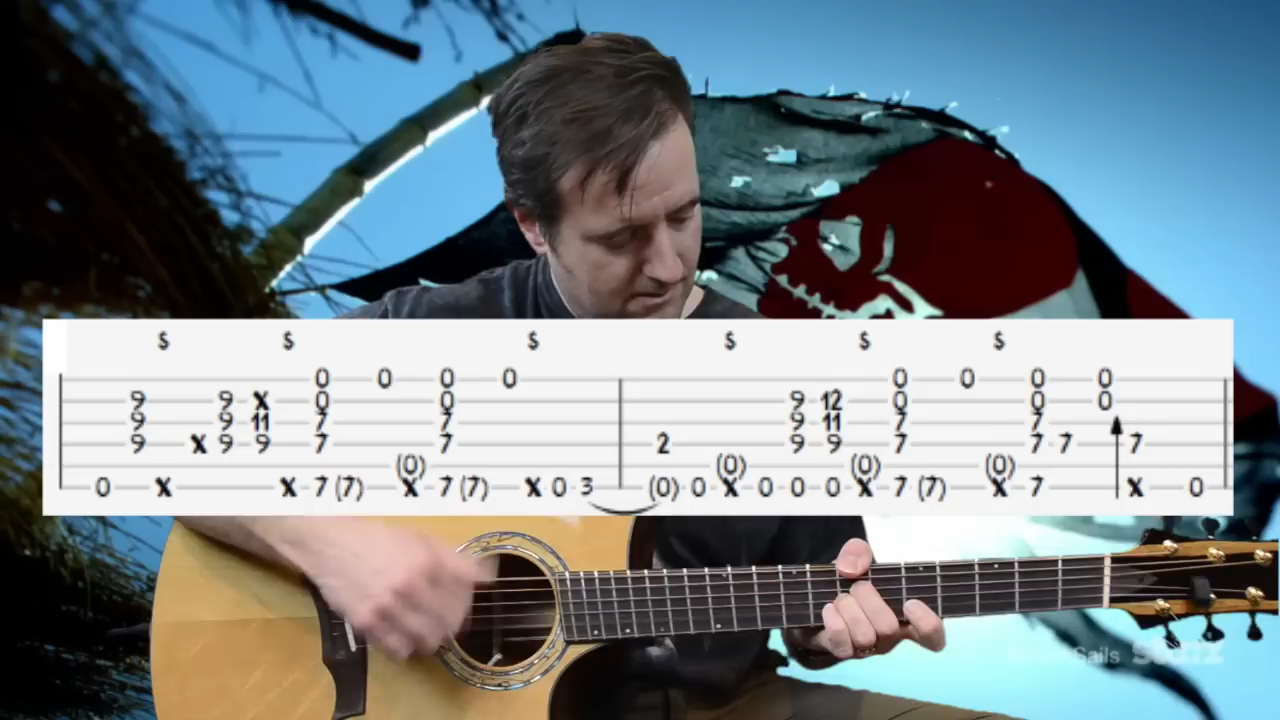 $ $ $ $ $ $
0 0 0 0 0 0 0 0
9 9 X 0 0 9 12 0 0 0
9 9 11 7 7 9 11 7 7
9 X 9 9 7 7 2 9 9 7 7 7 7
(0) (0) (0) (0)
0 X X 7 (7) X 7 (7) X 0 3 (0) 0 X 0 0 0 X 7 (7) X 7 X 0
Sails starz